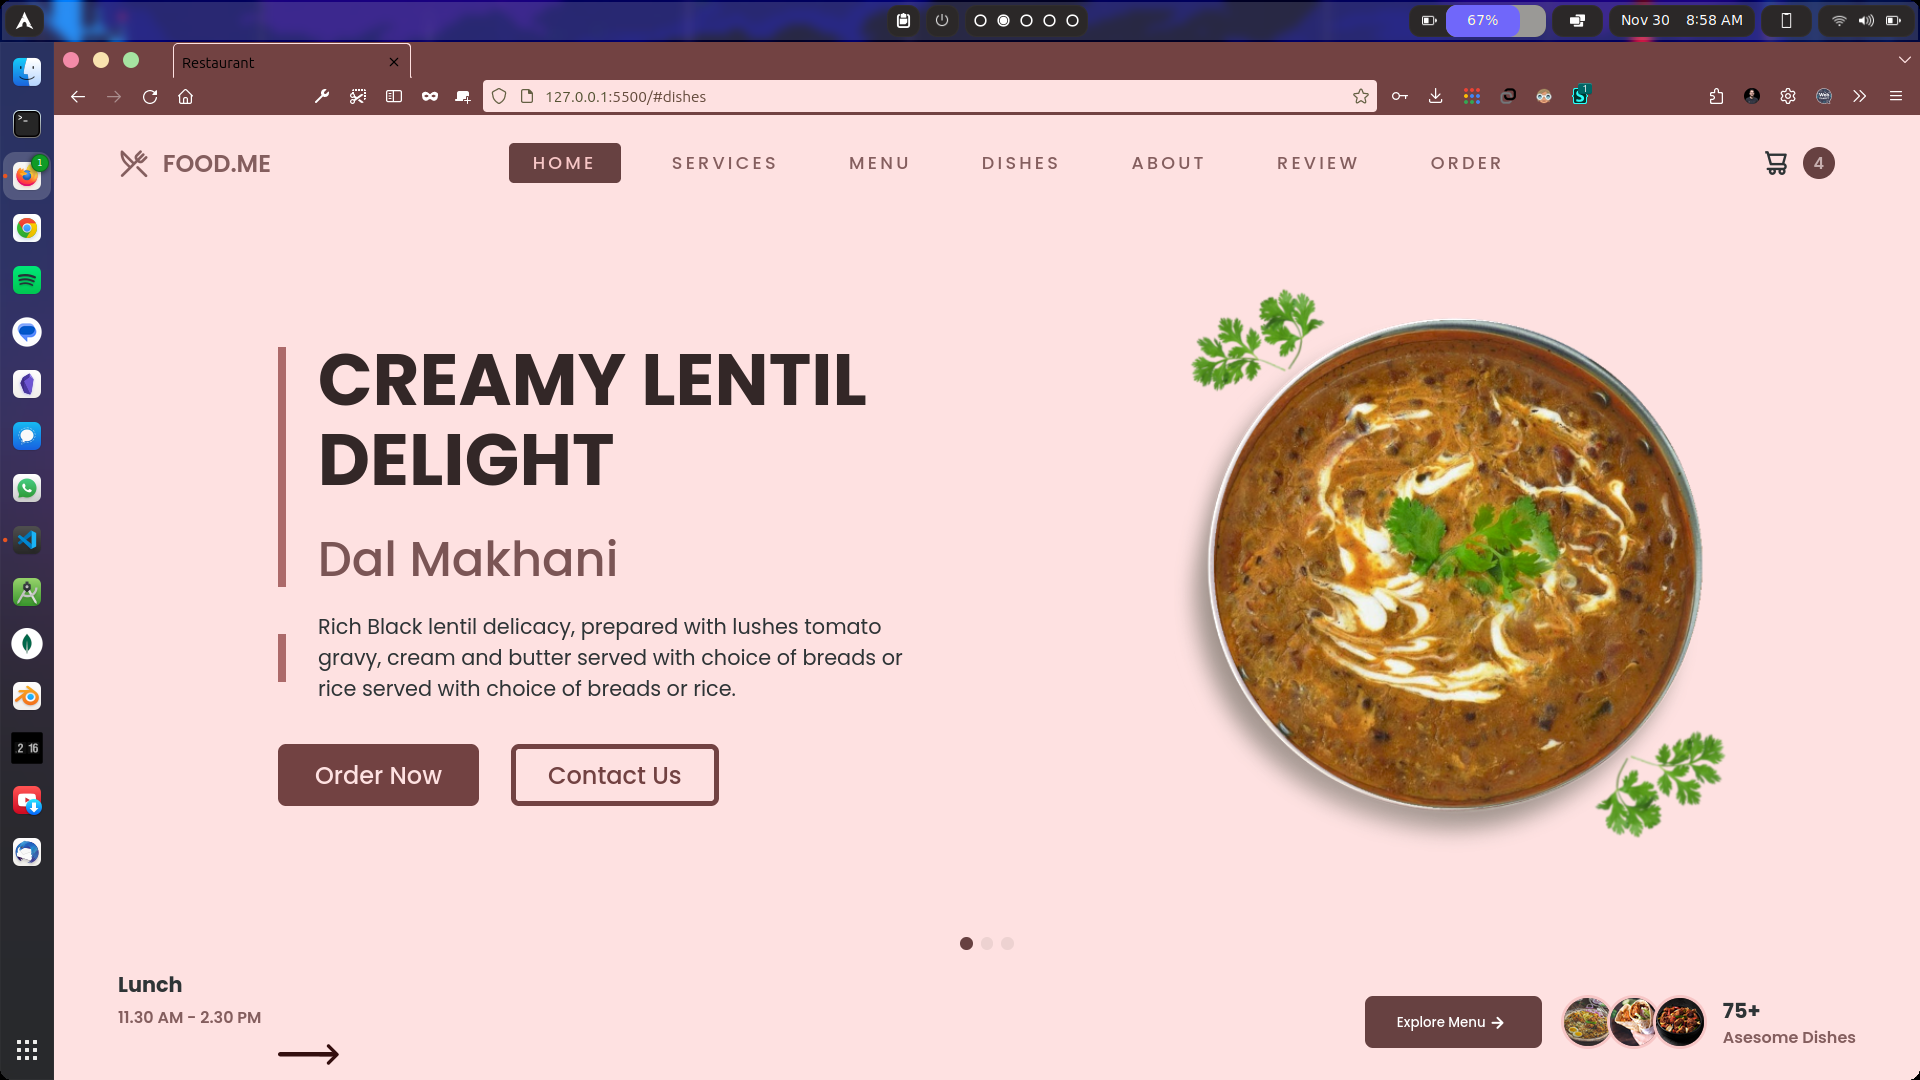 67%
Nov 30 8:58 AM
Restaurant
127.0.0.1:5500/#dishes
1
1
FOOD.ME
HOME
SERVICES
MENU
DISHES
ABOUT
REVIEW
ORDER
4
CREAMY LENTIL
DELIGHT
Dal Makhani
Rich Black lentil delicacy, prepared with lushes tomato
gravy, cream and butter served with choice of breads or
rice served with choice of breads or rice.
Order Now
Contact Us
2 16
Lunch
11.30 AM - 2.30 PM
Explore Menu →
75+
Asesome Dishes